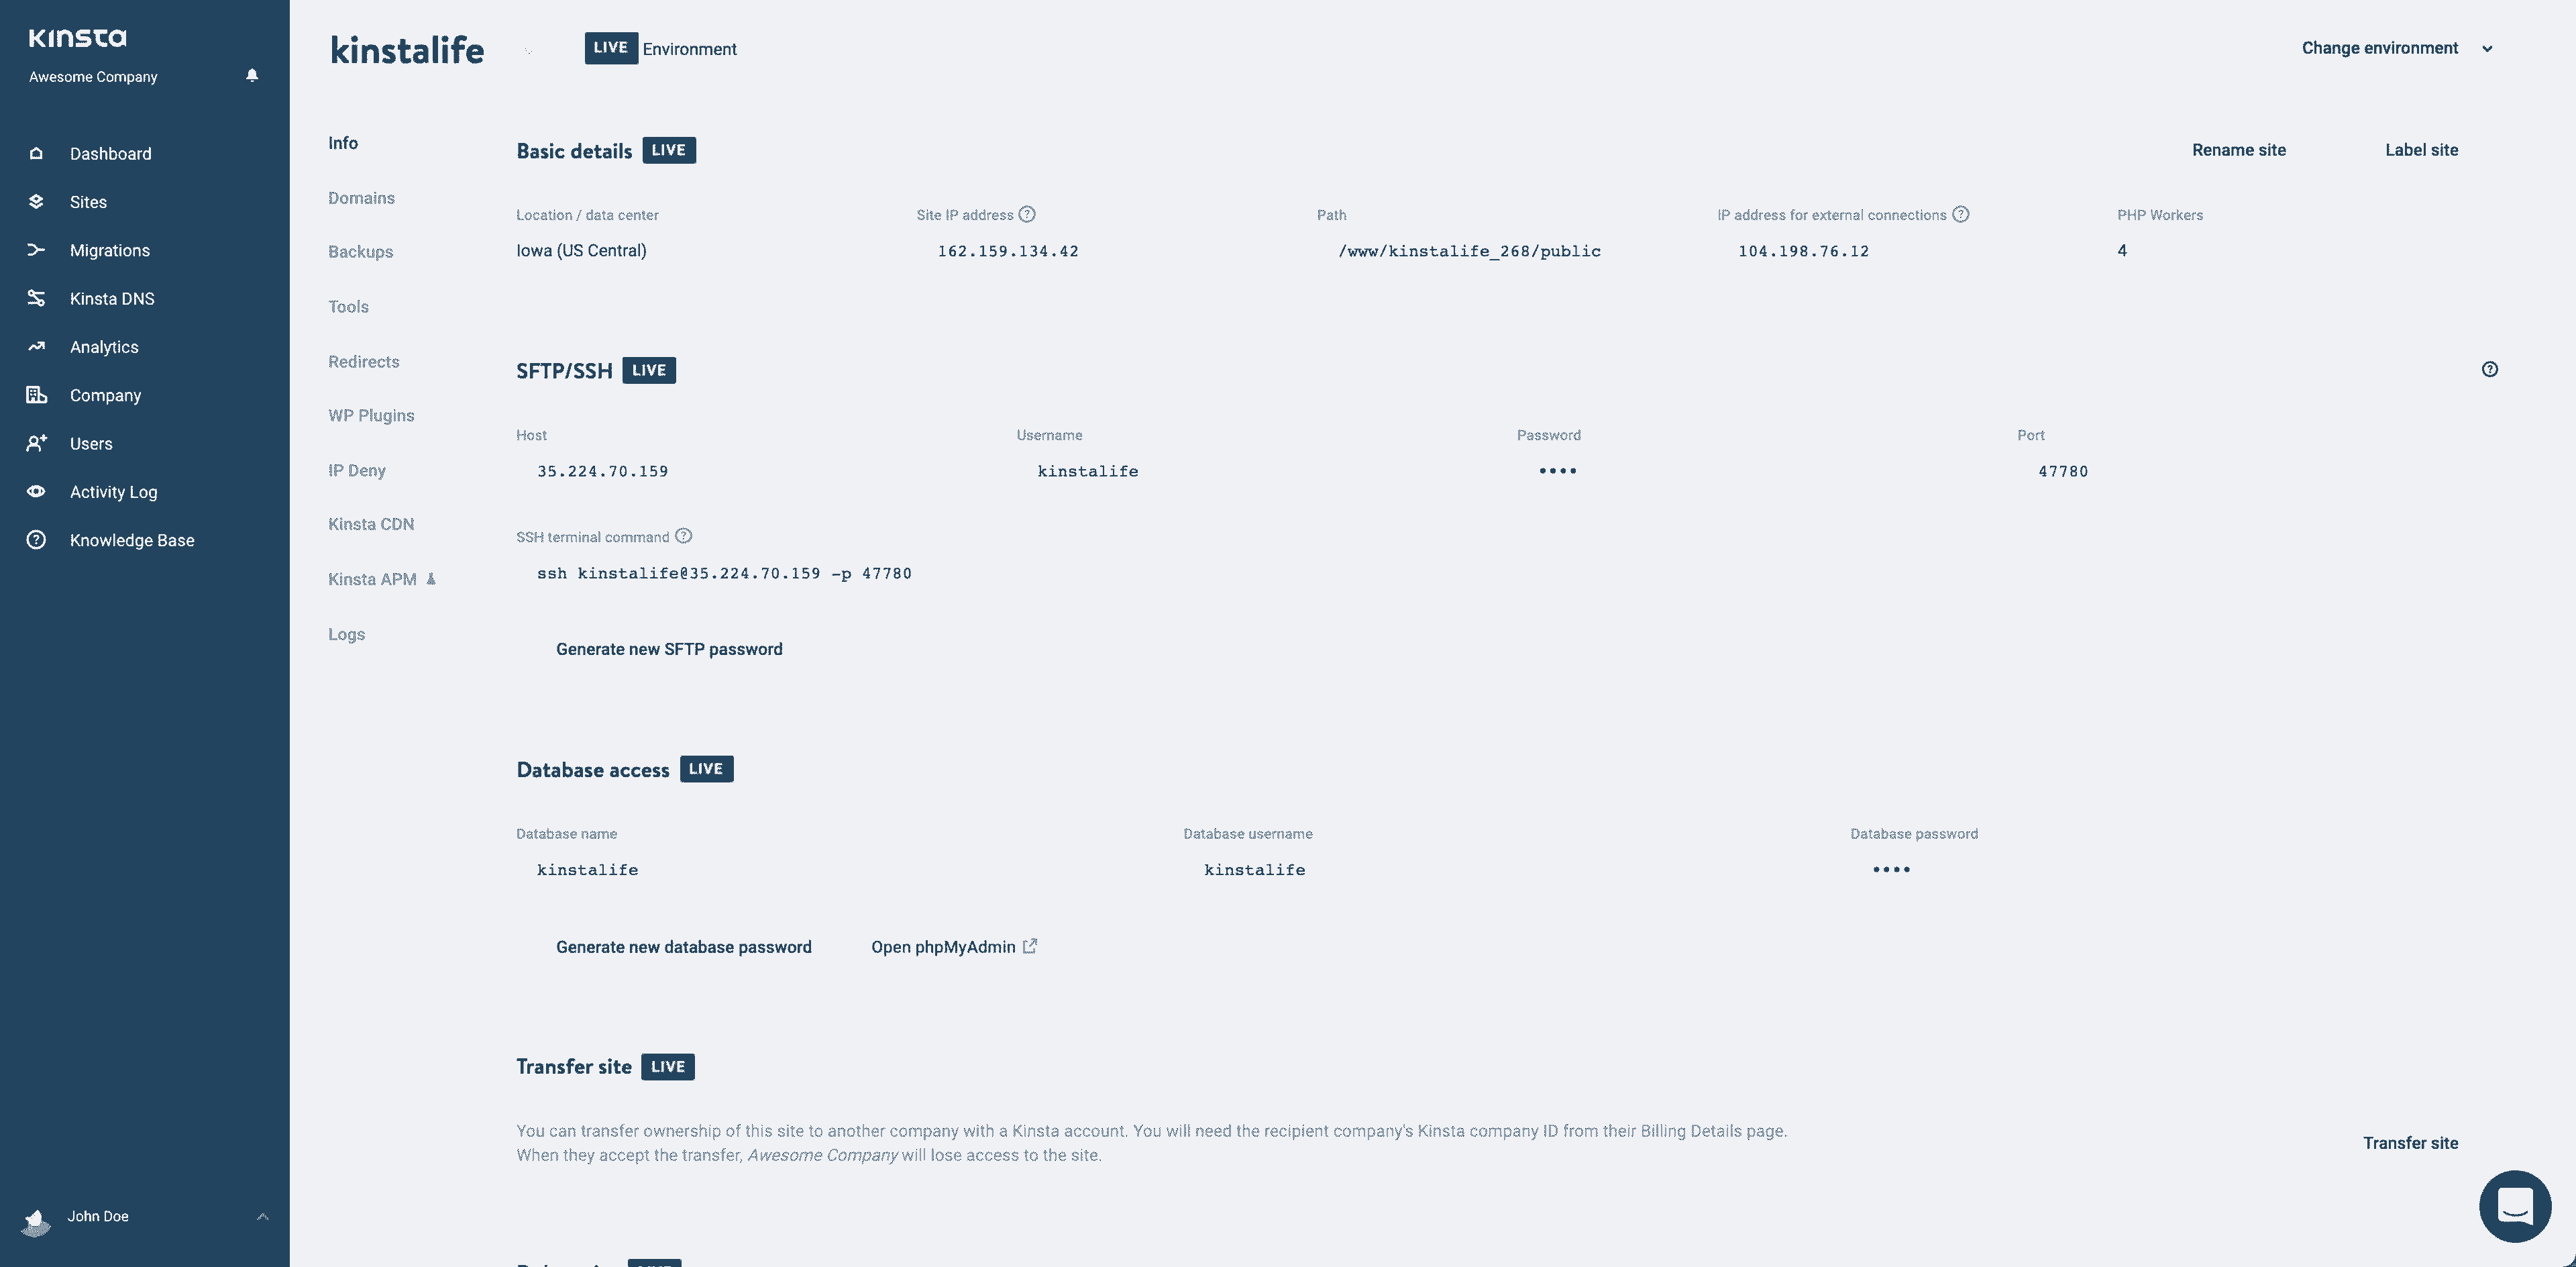 Kinsta
Awesome Company
Dashboard
Sites
Migrations
Kinsta DNS
Analytics
Company
Users
Activity Log
Knowledge Base
John Doe
kinstalife
LIVE Environment
Change environment
Info
Domains
Backups
Tools
Redirects
WP Plugins
IP Deny
Kinsta CDN
Kinsta APM
Logs
Basic details LIVE
Rename site
Label site
Location / data center
Iowa (US Central)
Site IP address
162.159.134.42
Path
/www/kinstalife_268/public
IP address for external connections
104.198.76.12
PHP Workers
4
SFTP/SSH LIVE
Host
35.224.70.159
Username
kinstalife
Password
••••
Port
47780
SSH terminal command
ssh kinstalife@35.224.70.159 -p 47780
Generate new SFTP password
Database access LIVE
Database name
kinstalife
Database username
kinstalife
Database password
••••
Generate new database password
Open phpMyAdmin
Transfer site LIVE
You can transfer ownership of this site to another company with a Kinsta account. You will need the recipient company's Kinsta company ID from their Billing Details page.
When they accept the transfer, Awesome Company will lose access to the site.
Transfer site